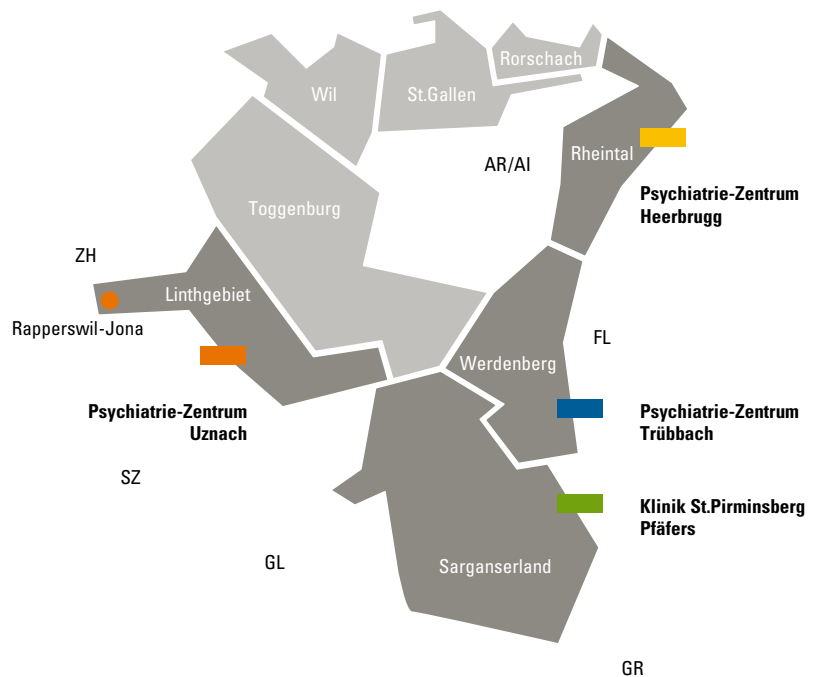 Rorschach
Wil
St.Gallen
Rheintal
AR/AI
Psychiatrie-Zentrum
Heerbrugg
Toggenburg
ZH
Linthgebiet
Rapperswil-Jona
FL
Werdenberg
Psychiatrie-Zentrum
Uznach
Psychiatrie-Zentrum
Trübbach
SZ
Klinik St.Pirminsberg
Pfäfers
GL
Sarganserland
GR